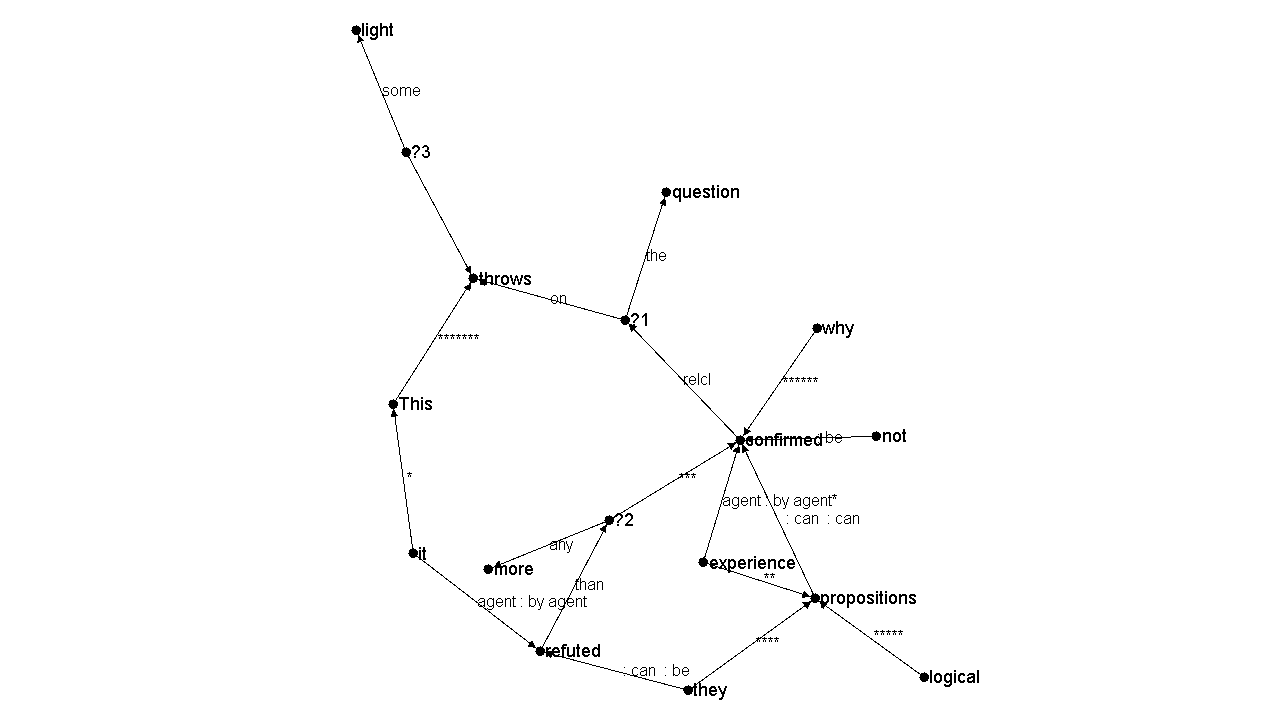 light
some
?3
question
the
throws
on
?1
why
*******
relcl
******
This
confirmed
be
not
*
***
agent : by agent*
: can : can
?2
any
it
more
experience
**
than
agent : by agent
propositions
*****
****
refuted
: can : be
logical
they